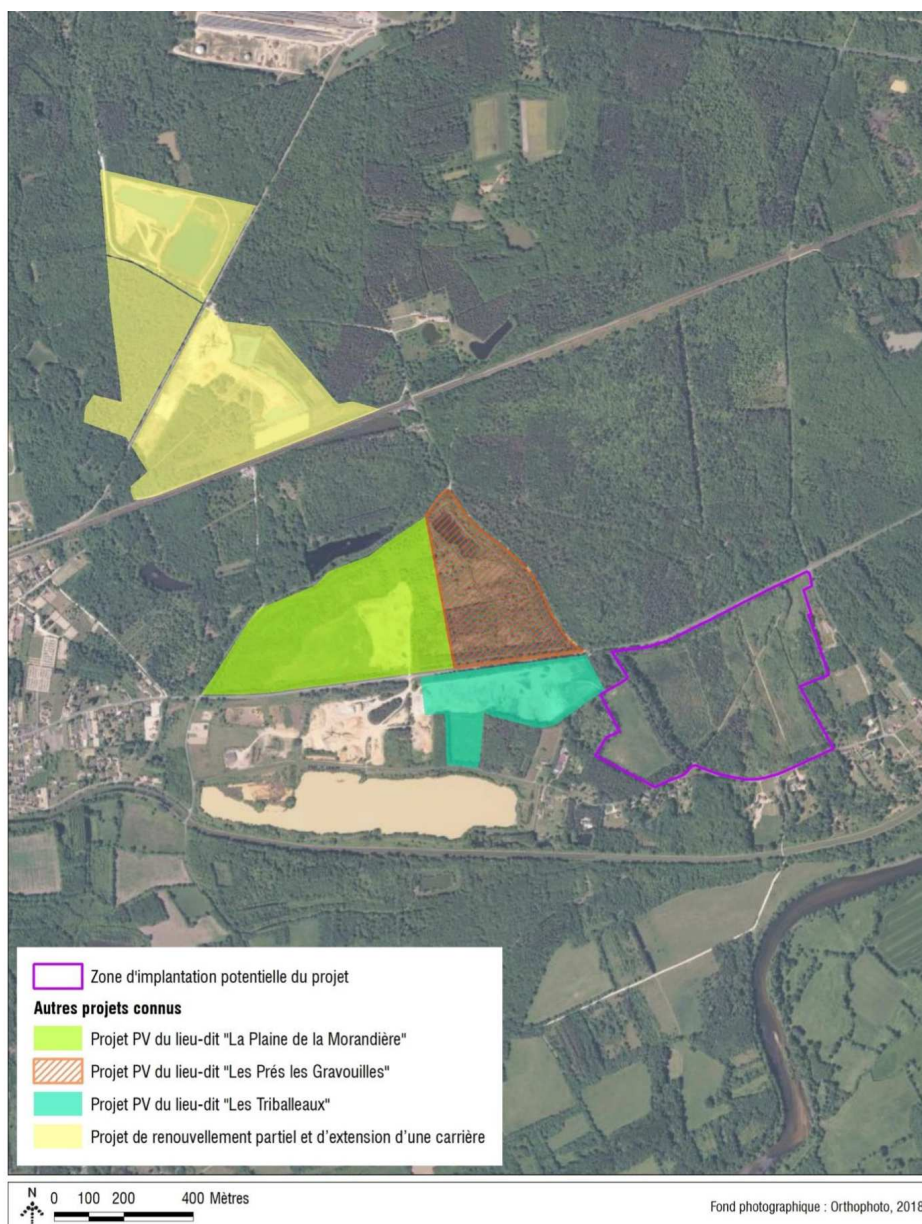 Zone d'implantation potentielle du projet
Autres projets connus
Projet PV du lieu-dit "La Plaine de la Morandière"
Projet PV du lieu-dit "Les Prés les Gravouilles"
Projet PV du lieu-dit "Les Triballeaux"
Projet de renouvellement partiel et d'extension d'une carrière
N 0 100 200 400 Mètres
Fond photographique : Orthophoto, 2018